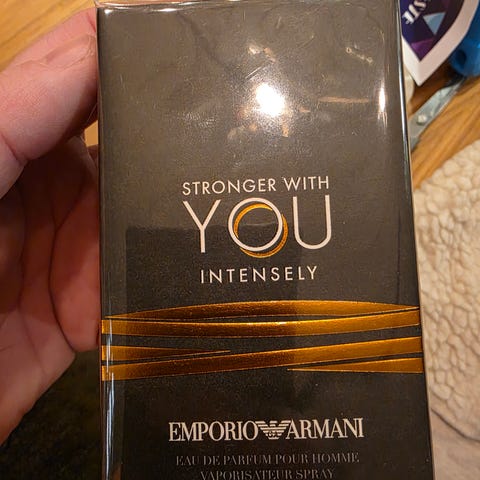 STRONGER WITH
YOU
INTENSELY
EMPORIO ARMANI
EAU DE PARFUM POUR HOMME
VAPORISATEUR SPRAY